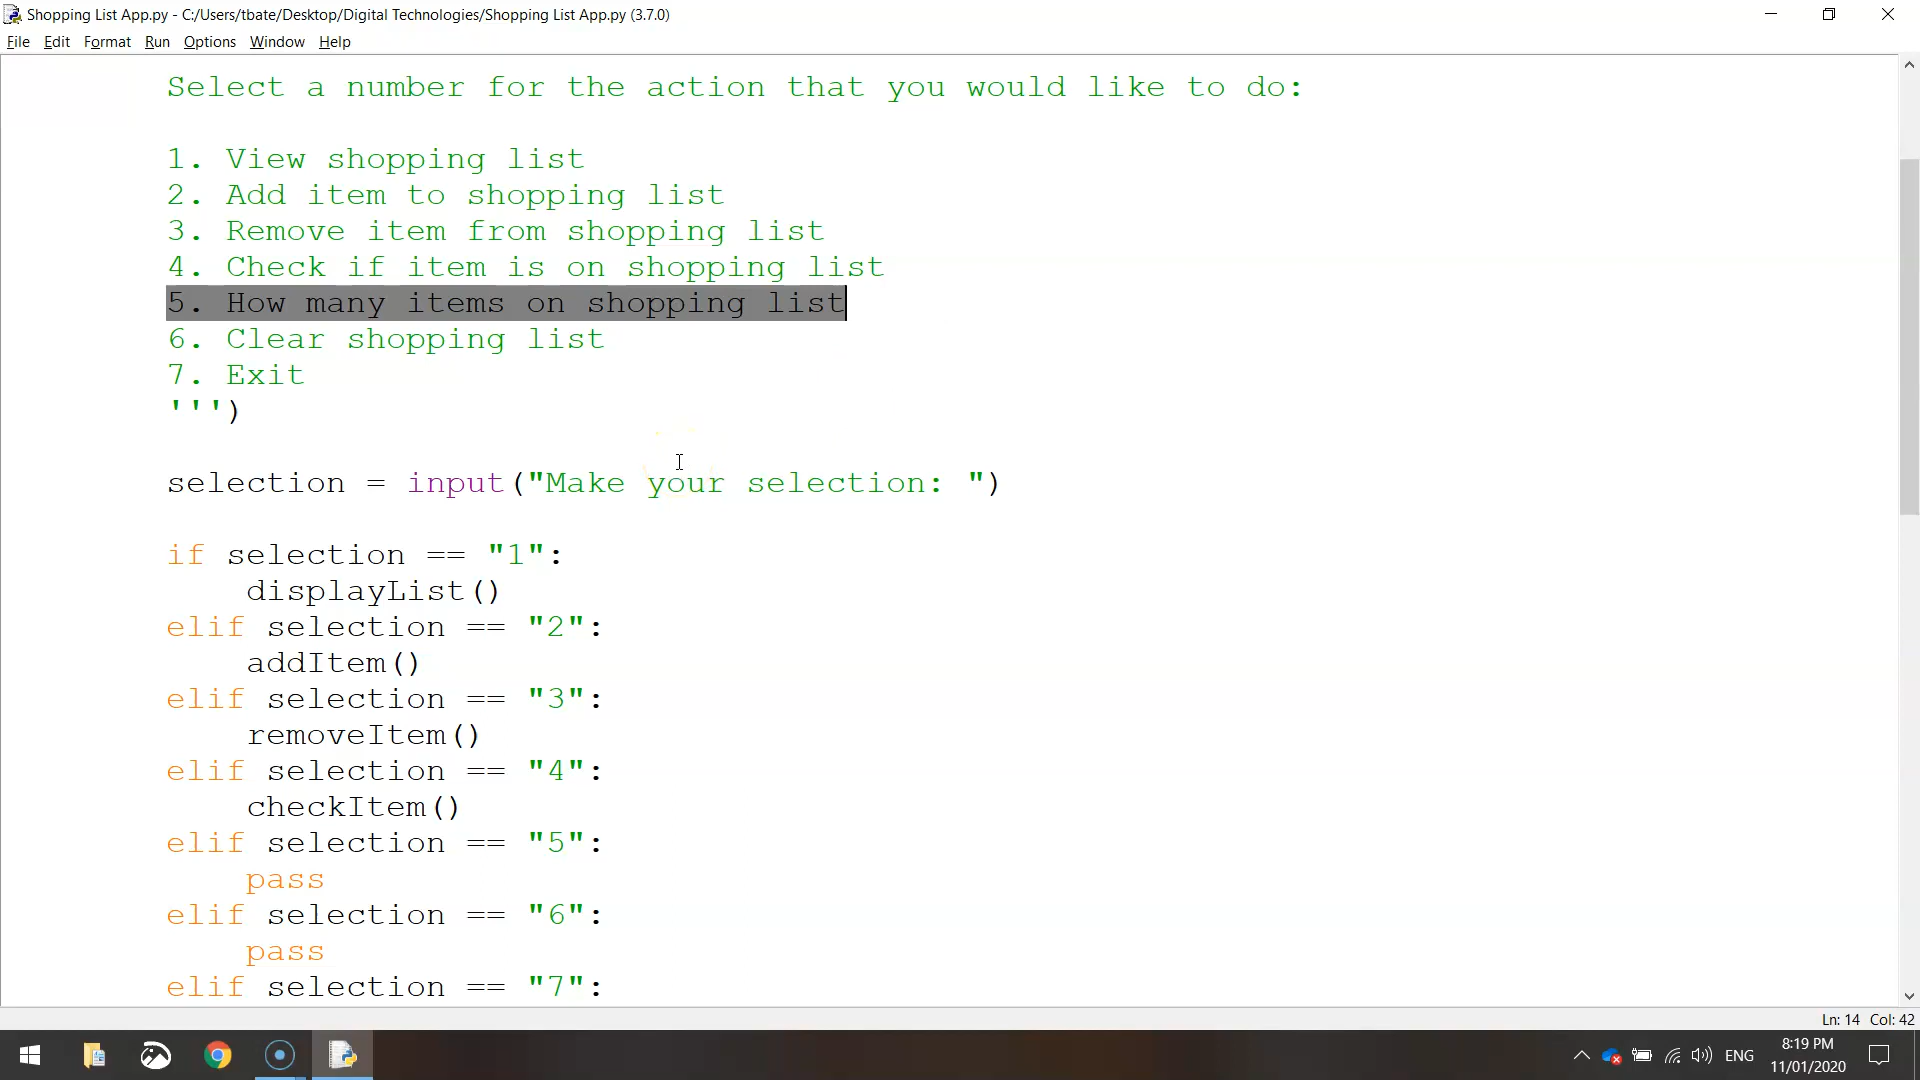 Shopping List App.py - C:/Users/tbate/Desktop/Digital Technologies/Shopping List App.py (3.7.0)
File Edit Format Run Options Window Help
Select a number for the action that you would like to do:
1. View shopping list
2. Add item to shopping list
3. Remove item from shopping list
4. Check if item is on shopping list
5. How many items on shopping list
6. Clear shopping list
7. Exit
''')
selection = input("Make your selection: ")
if selection == "1":
displayList()
elif selection == "2":
addItem()
elif selection == "3":
removeItem()
elif selection == "4":
checkItem()
elif selection == "5":
pass
elif selection == "6":
pass
elif selection == "7":
Ln: 14 Col: 42
ENG
8:19 PM
11/01/2020